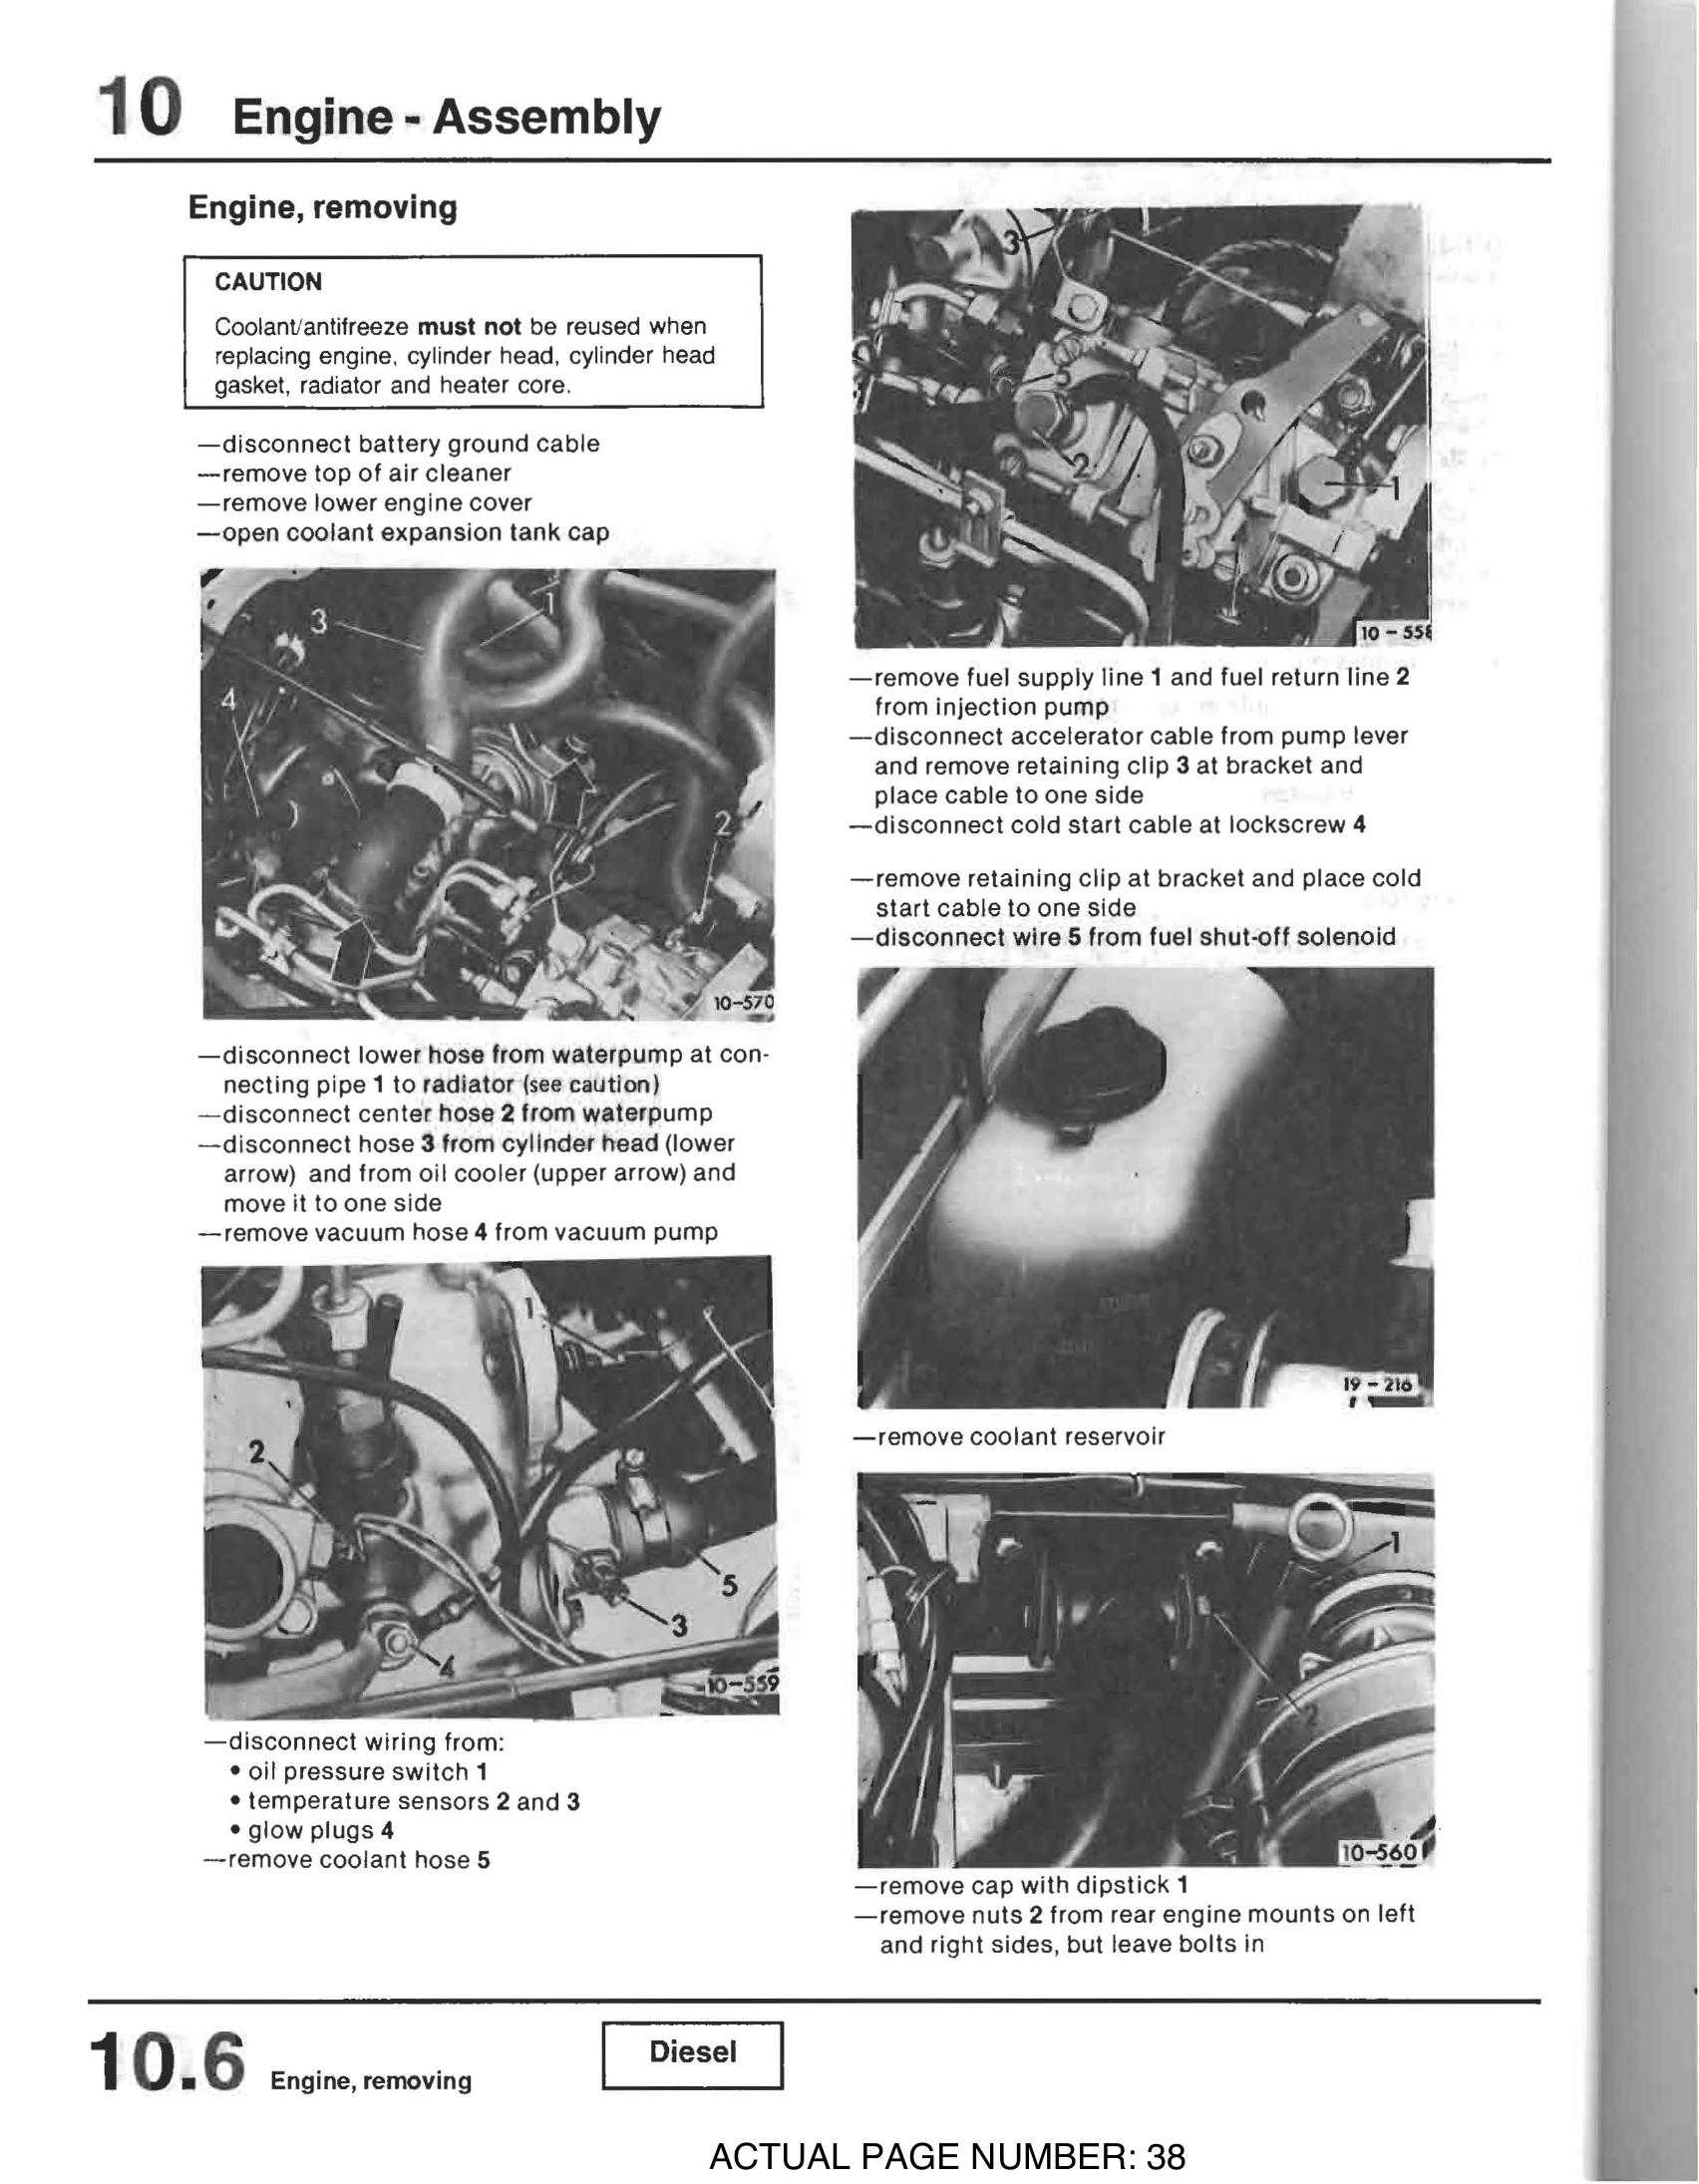 10 Engine - Assembly
Engine, removing
CAUTION
Coolant/antifreeze must not be reused when
replacing engine, cylinder head, cylinder head
gasket, radiator and heater core.
—disconnect battery ground cable
—remove top of air cleaner
—remove lower engine cover
—open coolant expansion tank cap
3
1
4
2
10-570
—disconnect lower hose from waterpump at con-
necting pipe 1 to radiator (see caution)
—disconnect center hose 2 from waterpump
—disconnect hose 3 from cylinder head (lower
arrow) and from oil cooler (upper arrow) and
move it to one side
—remove vacuum hose 4 from vacuum pump
1
2
5
3
4
10-559
—disconnect wiring from:
• oil pressure switch 1
• temperature sensors 2 and 3
• glow plugs 4
—remove coolant hose 5
3
5
2
1
10 - 558
—remove fuel supply line 1 and fuel return line 2
from injection pump
—disconnect accelerator cable from pump lever
and remove retaining clip 3 at bracket and
place cable to one side
—disconnect cold start cable at lockscrew 4
—remove retaining clip at bracket and place cold
start cable to one side
—disconnect wire 5 from fuel shut-off solenoid
19 - 216
—remove coolant reservoir
1
2
10-560
—remove cap with dipstick 1
—remove nuts 2 from rear engine mounts on left
and right sides, but leave bolts in
10.6 Engine, removing
Diesel
ACTUAL PAGE NUMBER: 38